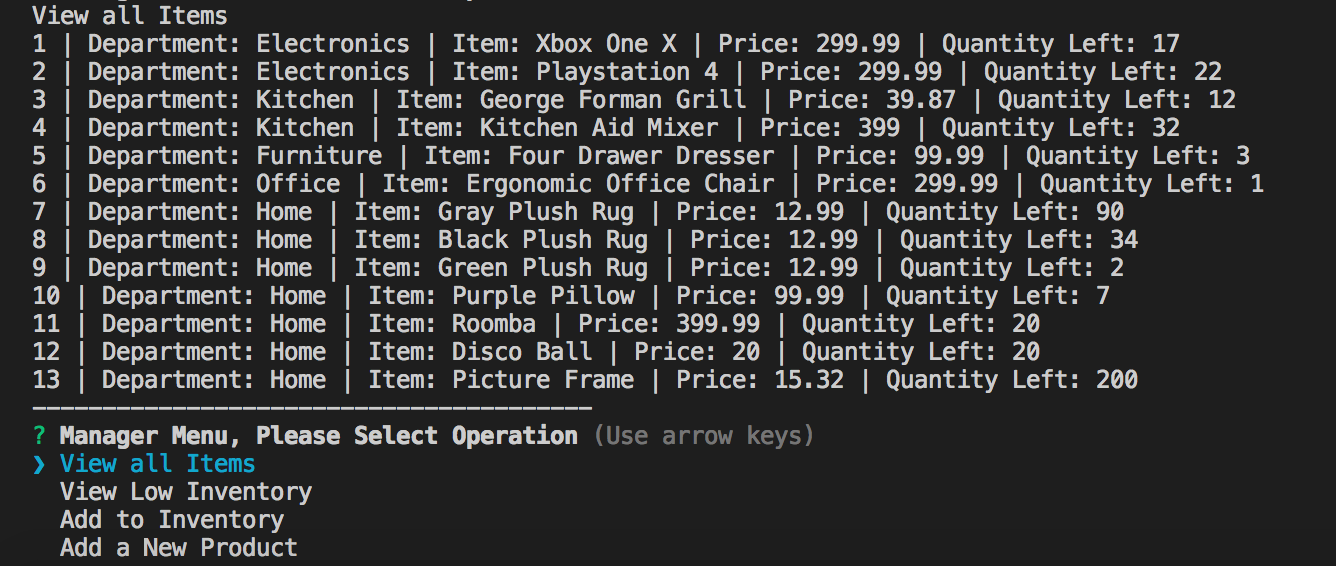 View all Items
1 | Department: Electronics | Item: Xbox One X | Price: 299.99 | Quantity Left: 17
2 | Department: Electronics | Item: Playstation 4 | Price: 299.99 | Quantity Left: 22
3 | Department: Kitchen | Item: George Forman Grill | Price: 39.87 | Quantity Left: 12
4 | Department: Kitchen | Item: Kitchen Aid Mixer | Price: 399 | Quantity Left: 32
5 | Department: Furniture | Item: Four Drawer Dresser | Price: 99.99 | Quantity Left: 3
6 | Department: Office | Item: Ergonomic Office Chair | Price: 299.99 | Quantity Left: 1
7 | Department: Home | Item: Gray Plush Rug | Price: 12.99 | Quantity Left: 90
8 | Department: Home | Item: Black Plush Rug | Price: 12.99 | Quantity Left: 34
9 | Department: Home | Item: Green Plush Rug | Price: 12.99 | Quantity Left: 2
10 | Department: Home | Item: Purple Pillow | Price: 99.99 | Quantity Left: 7
11 | Department: Home | Item: Roomba | Price: 399.99 | Quantity Left: 20
12 | Department: Home | Item: Disco Ball | Price: 20 | Quantity Left: 20
13 | Department: Home | Item: Picture Frame | Price: 15.32 | Quantity Left: 200
________________________________________
? Manager Menu, Please Select Operation (Use arrow keys)
❯ View all Items
View Low Inventory
Add to Inventory
Add a New Product